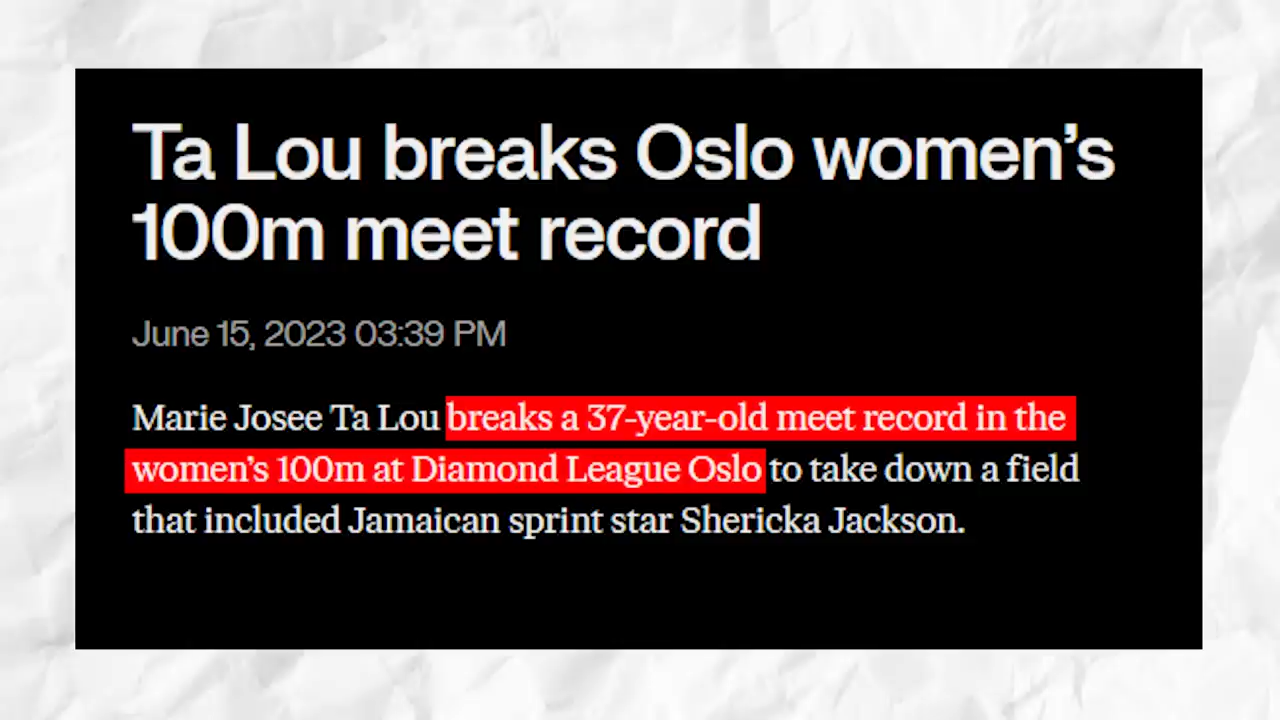 Ta Lou breaks Oslo women’s
100m meet record
June 15, 2023 03:39 PM
Marie Josee Ta Lou breaks a 37-year-old meet record in the
women’s 100m at Diamond League Oslo to take down a field
that included Jamaican sprint star Shericka Jackson.